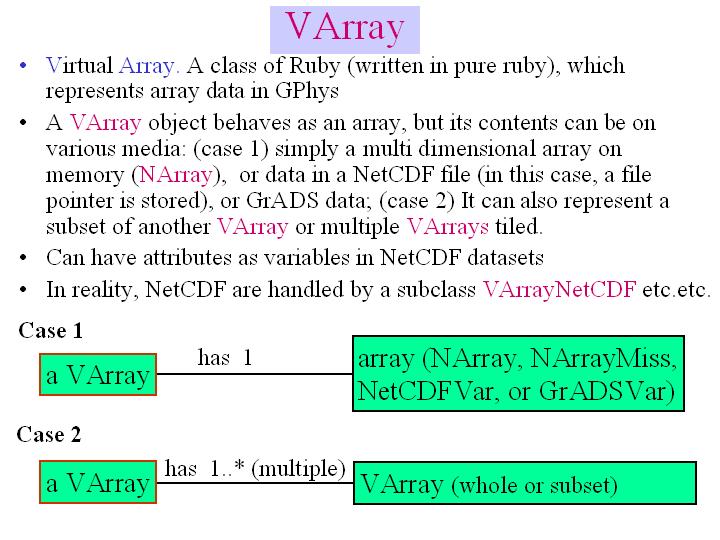 VArray
• Virtual Array. A class of Ruby (written in pure ruby), which
represents array data in GPhys
• A VArray object behaves as an array, but its contents can be on
various media: (case 1) simply a multi dimensional array on
memory (NArray), or data in a NetCDF file (in this case, a file
pointer is stored), or GrADS data; (case 2) It can also represent a
subset of another VArray or multiple VArrays tiled.
• Can have attributes as variables in NetCDF datasets
• In reality, NetCDF are handled by a subclass VArrayNetCDF etc.etc.
Case 1
a VArray
has 1
array (NArray, NArrayMiss,
NetCDFVar, or GrADSVar)
Case 2
a VArray
has 1..* (multiple)
VArray (whole or subset)